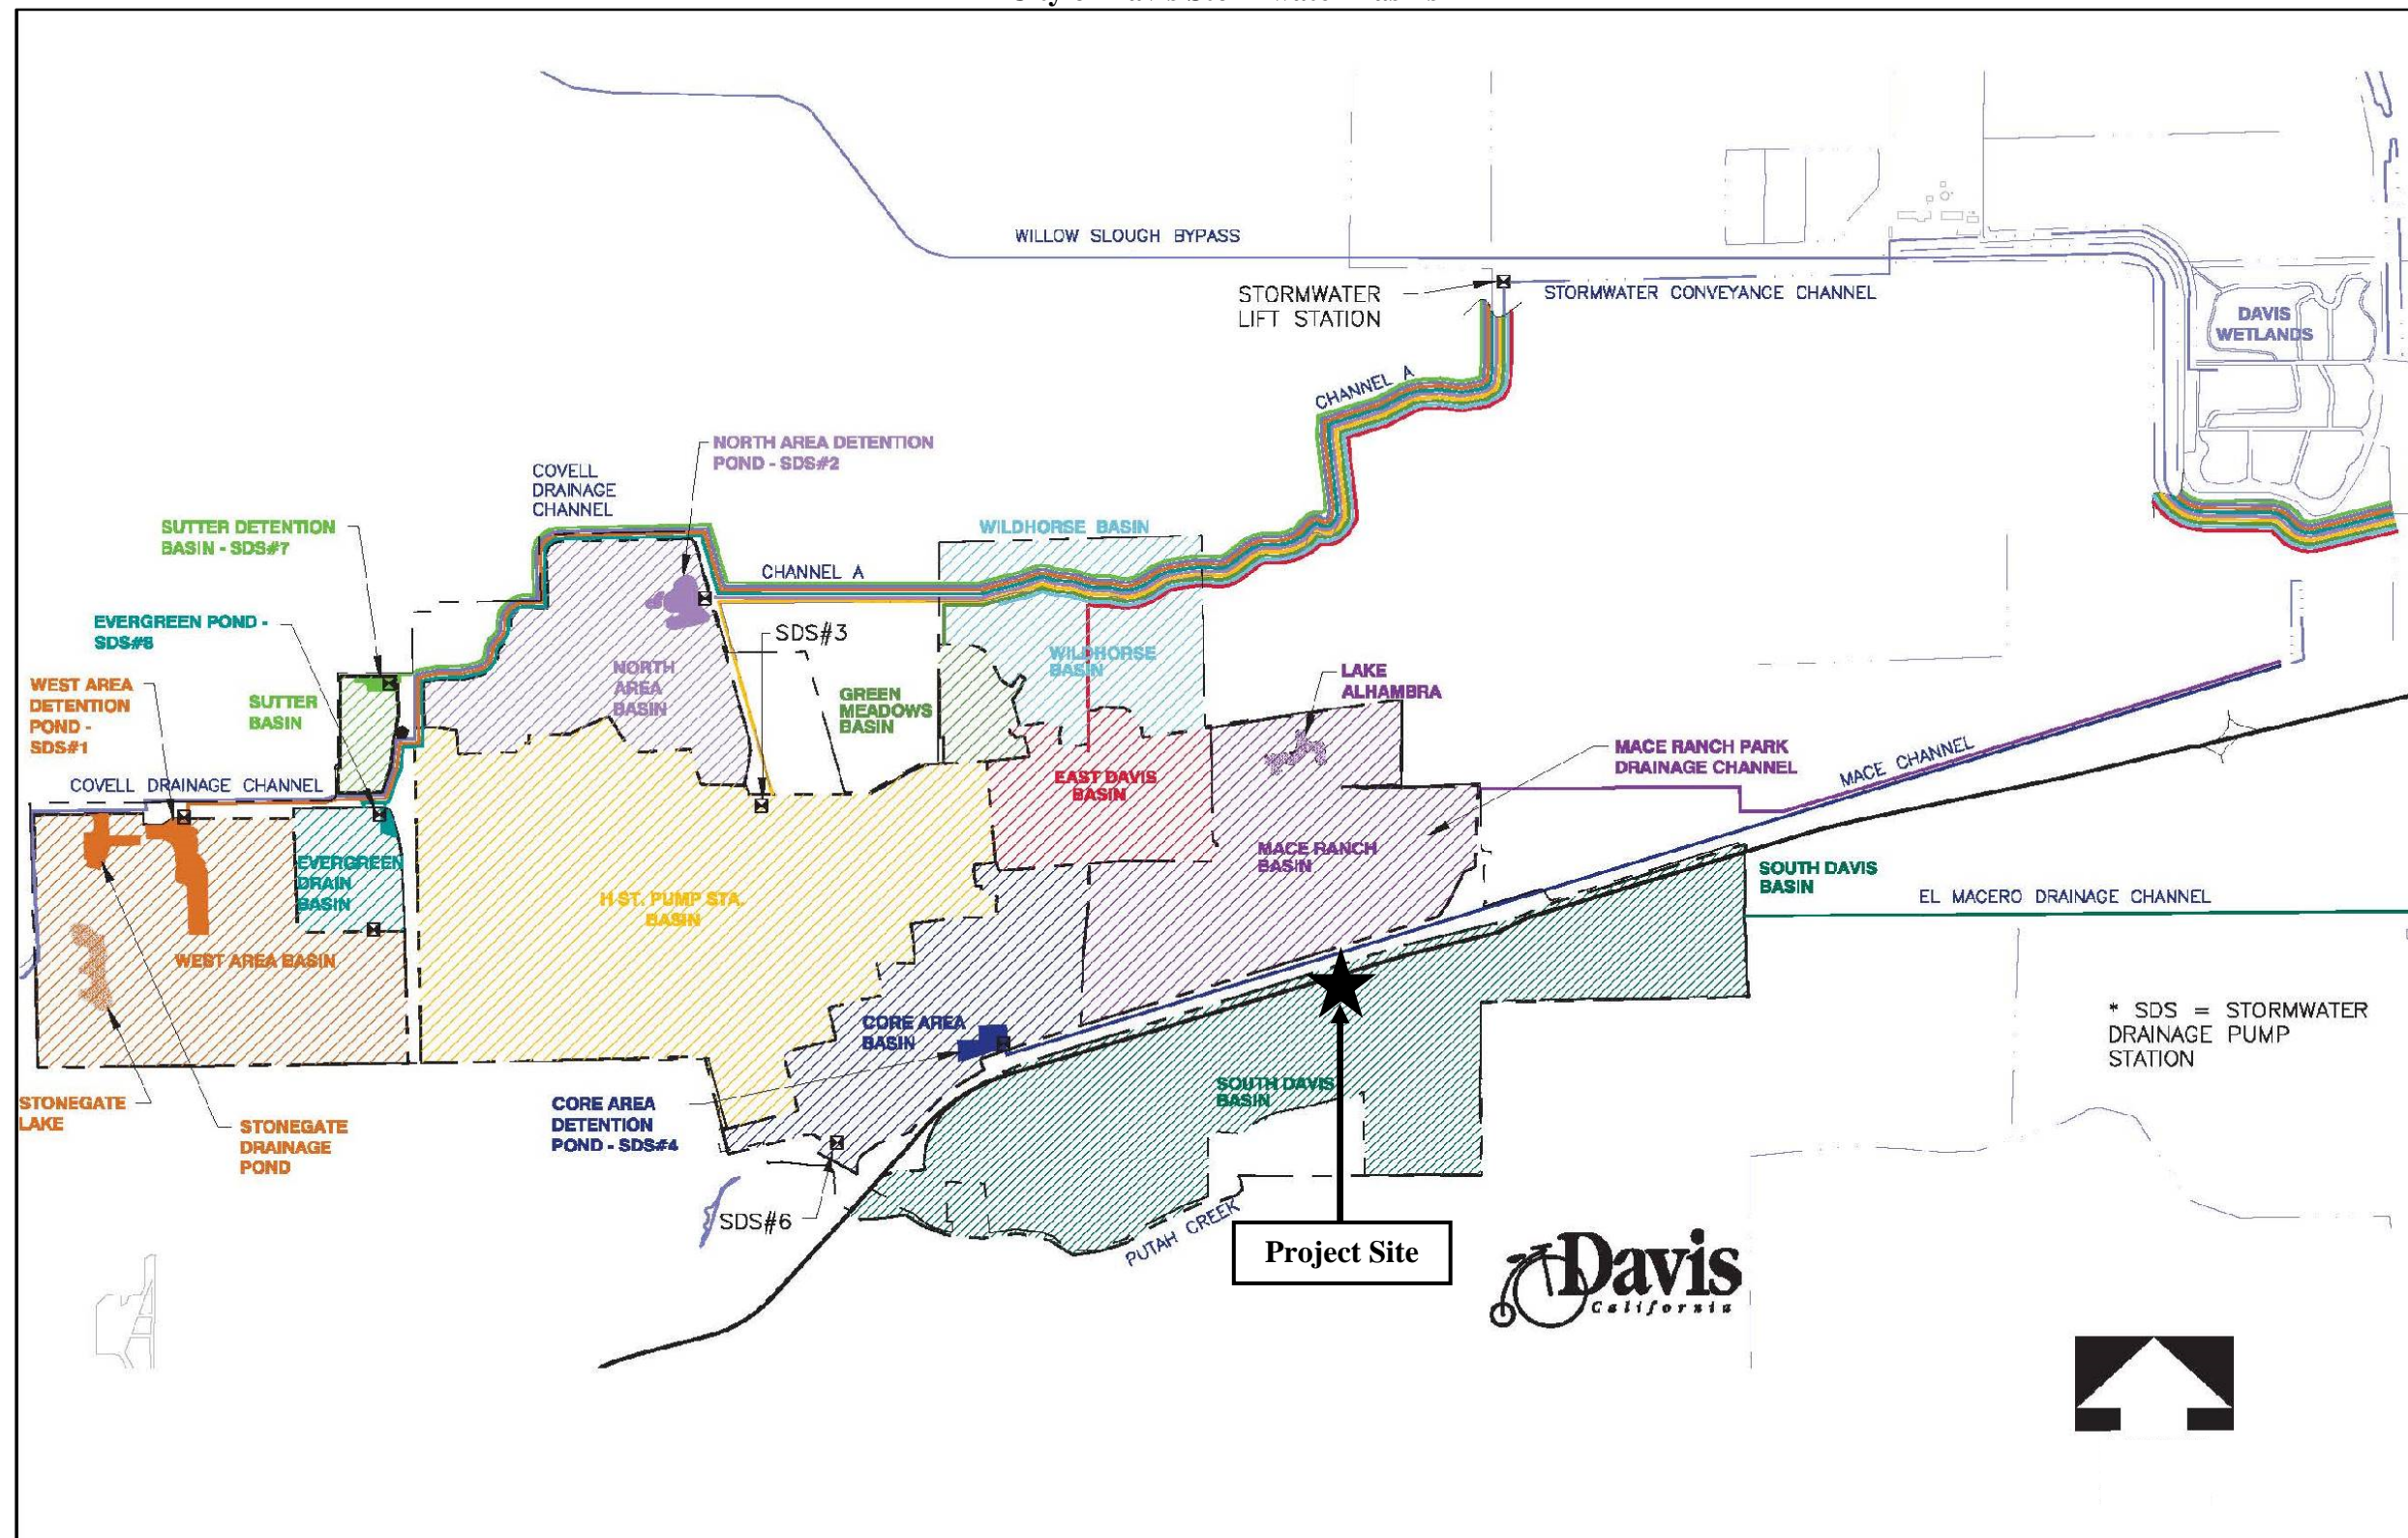 WILLOW SLOUGH BYPASS
STORMWATER
LIFT STATION
STORMWATER CONVEYANCE CHANNEL
DAVIS
WETLANDS
CHANNEL A
NORTH AREA DETENTION
POND - SDS#2
COVELL
DRAINAGE
CHANNEL
SUTTER DETENTION
BASIN - SDS#7
WILDHORSE BASIN
CHANNEL A
EVERGREEN POND -
SDS#8
SDS#3
WILDHORSE
BASIN
NORTH
AREA
BASIN
WEST AREA
DETENTION
POND -
SDS#1
SUTTER
BASIN
GREEN
MEADOWS
BASIN
LAKE
ALHAMBRA
MACE RANCH PARK
DRAINAGE CHANNEL
MACE CHANNEL
COVELL DRAINAGE CHANNEL
EAST DAVIS
BASIN
MACE RANCH
BASIN
EVERGREEN
DRAIN
BASIN
SOUTH DAVIS
BASIN
EL MACERO DRAINAGE CHANNEL
H ST. PUMP STA.
BASIN
WEST AREA BASIN
CORE AREA
BASIN
* SDS = STORMWATER
DRAINAGE PUMP
STATION
SOUTH DAVIS
BASIN
STONEGATE
LAKE
STONEGATE
DRAINAGE
POND
CORE AREA
DETENTION
POND - SDS#4
SDS#6
PUTAH CREEK
Project Site
Davis
California